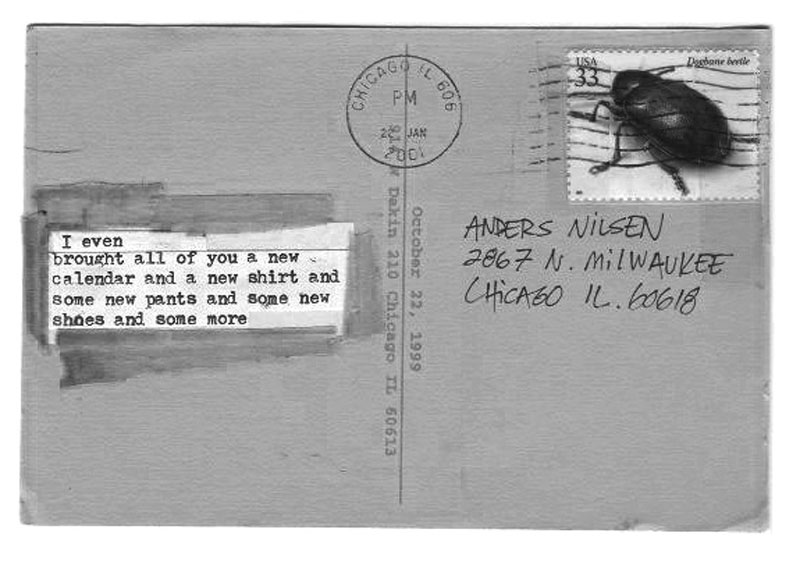 CHICAGO IL 606
PM
JAN
2001
USA
33
Dogbane beetle
I even
brought all of you a new
calendar and a new shirt and
some new pants and some new
shoes and some more
October 22, 1999
Dakin 210 Chicago IL 60613
ANDERS NILSEN
2867 N. MILWAUKEE
CHICAGO IL. 60618